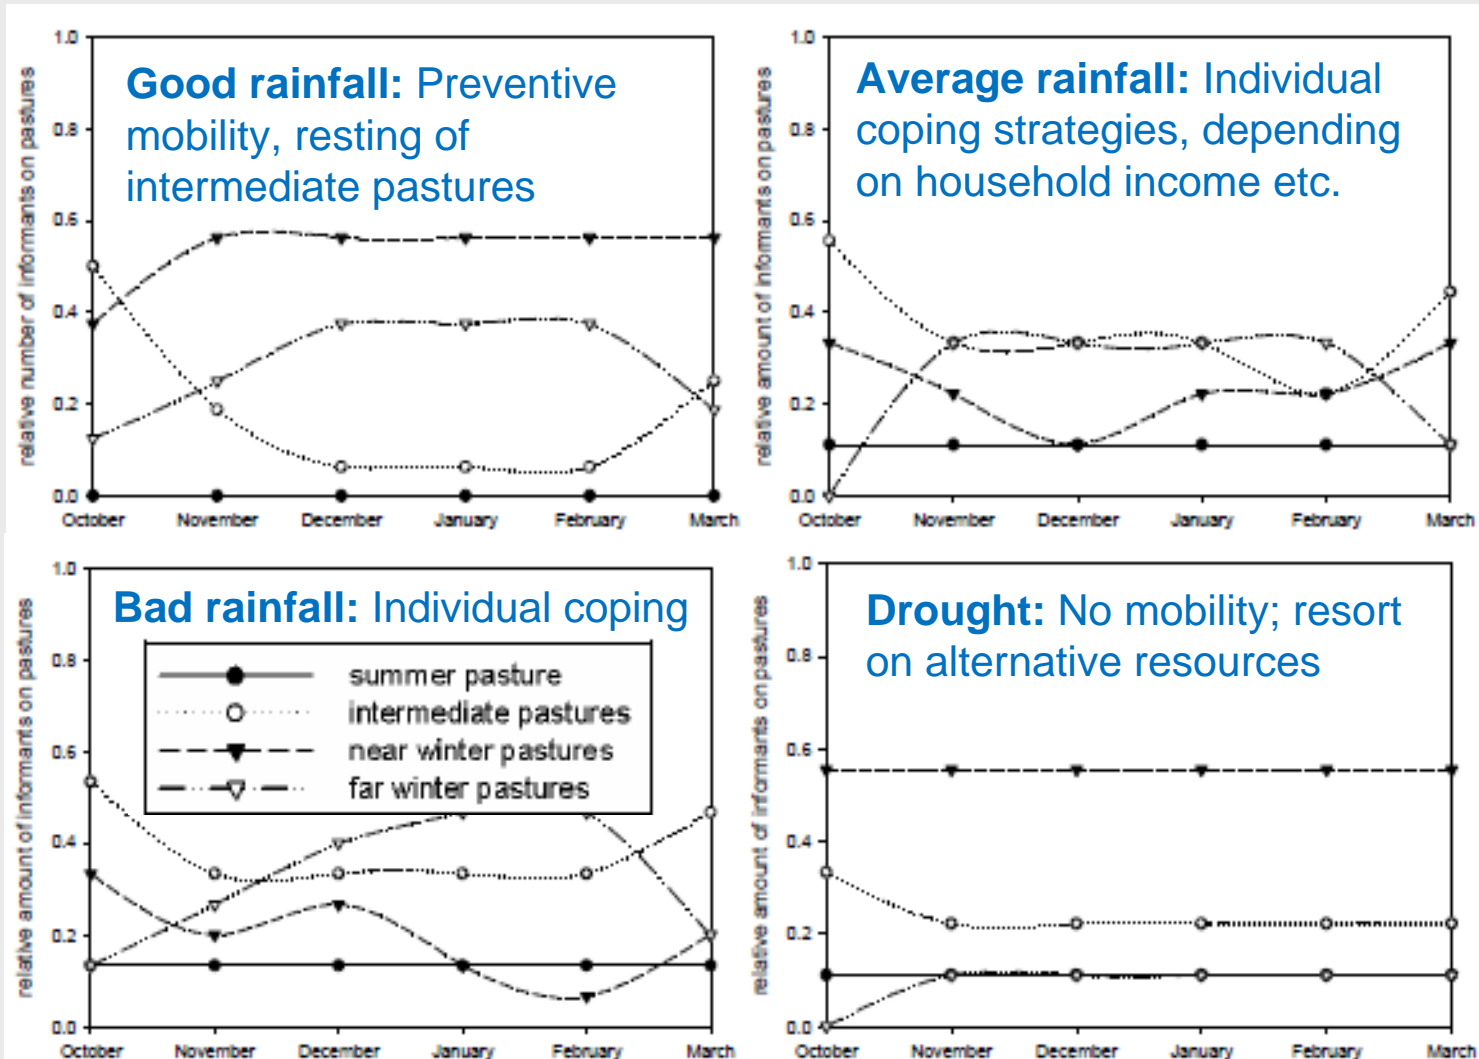 Good rainfall: Preventive
mobility, resting of
intermediate pastures
relative number of informants on pastures
1.0
0.8
0.6
0.4
0.2
0.0
October November December January February March
Average rainfall: Individual
coping strategies, depending
on household income etc.
relative amount of informants on pastures
1.0
0.8
0.6
0.4
0.2
0.0
October November December January February March
Bad rainfall: Individual coping
summer pasture
intermediate pastures
near winter pastures
far winter pastures
relative amount of informants on pastures
1.0
0.8
0.6
0.4
0.2
0.0
October November December January February March
Drought: No mobility; resort
on alternative resources
relative amount of informants on pastures
1.0
0.8
0.6
0.4
0.2
0.0
October November December January February March